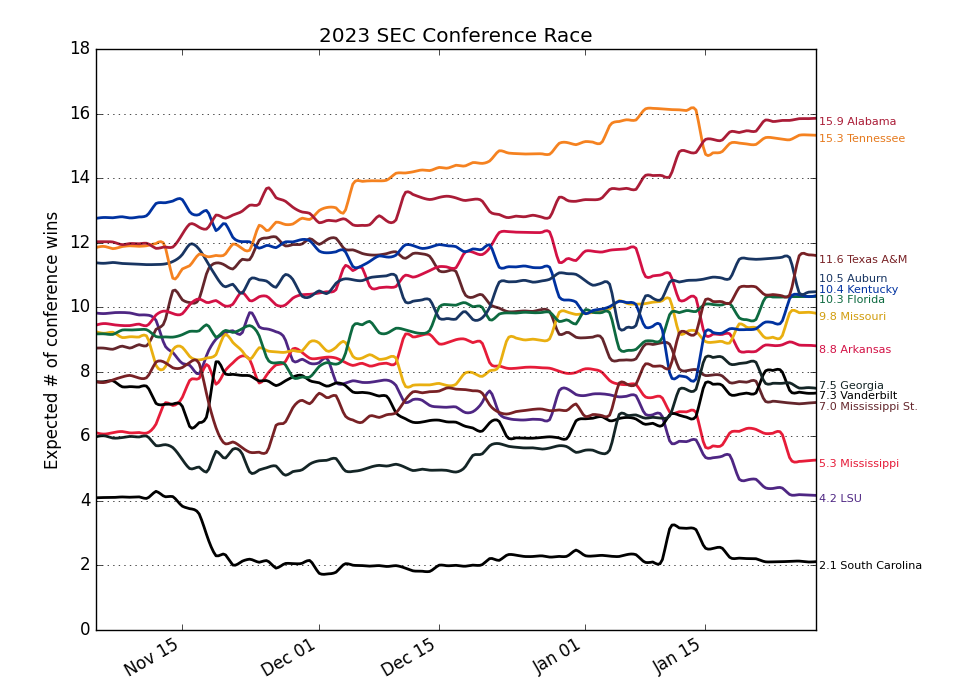 2023 SEC Conference Race
Expected # of conference wins
18
16
14
12
10
8
6
4
2
0
Nov 15
Dec 01
Dec 15
Jan 01
Jan 15
15.9 Alabama
15.3 Tennessee
11.6 Texas A&M
10.5 Auburn
10.4 Kentucky
10.3 Florida
9.8 Missouri
8.8 Arkansas
7.5 Georgia
7.3 Vanderbilt
7.0 Mississippi St.
5.3 Mississippi
4.2 LSU
2.1 South Carolina